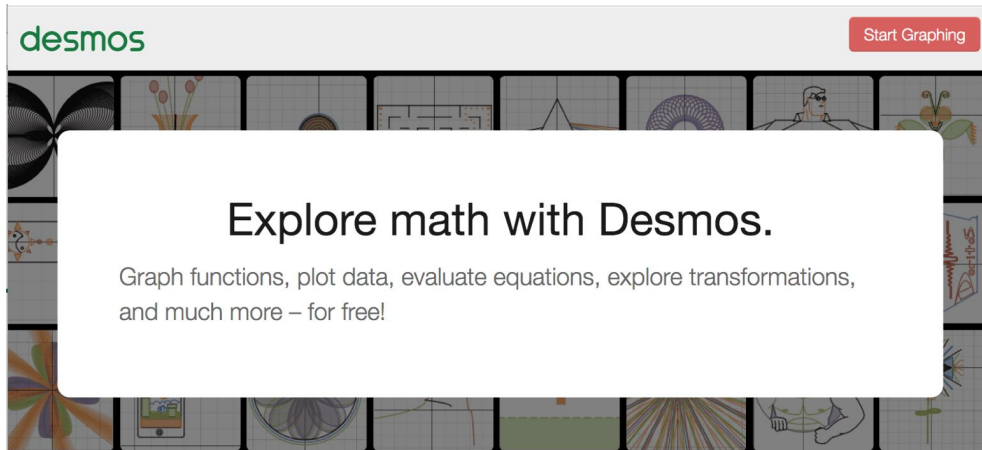 desmos
Start Graphing
Explore math with Desmos.
Graph functions, plot data, evaluate equations, explore transformations,
and much more – for free!